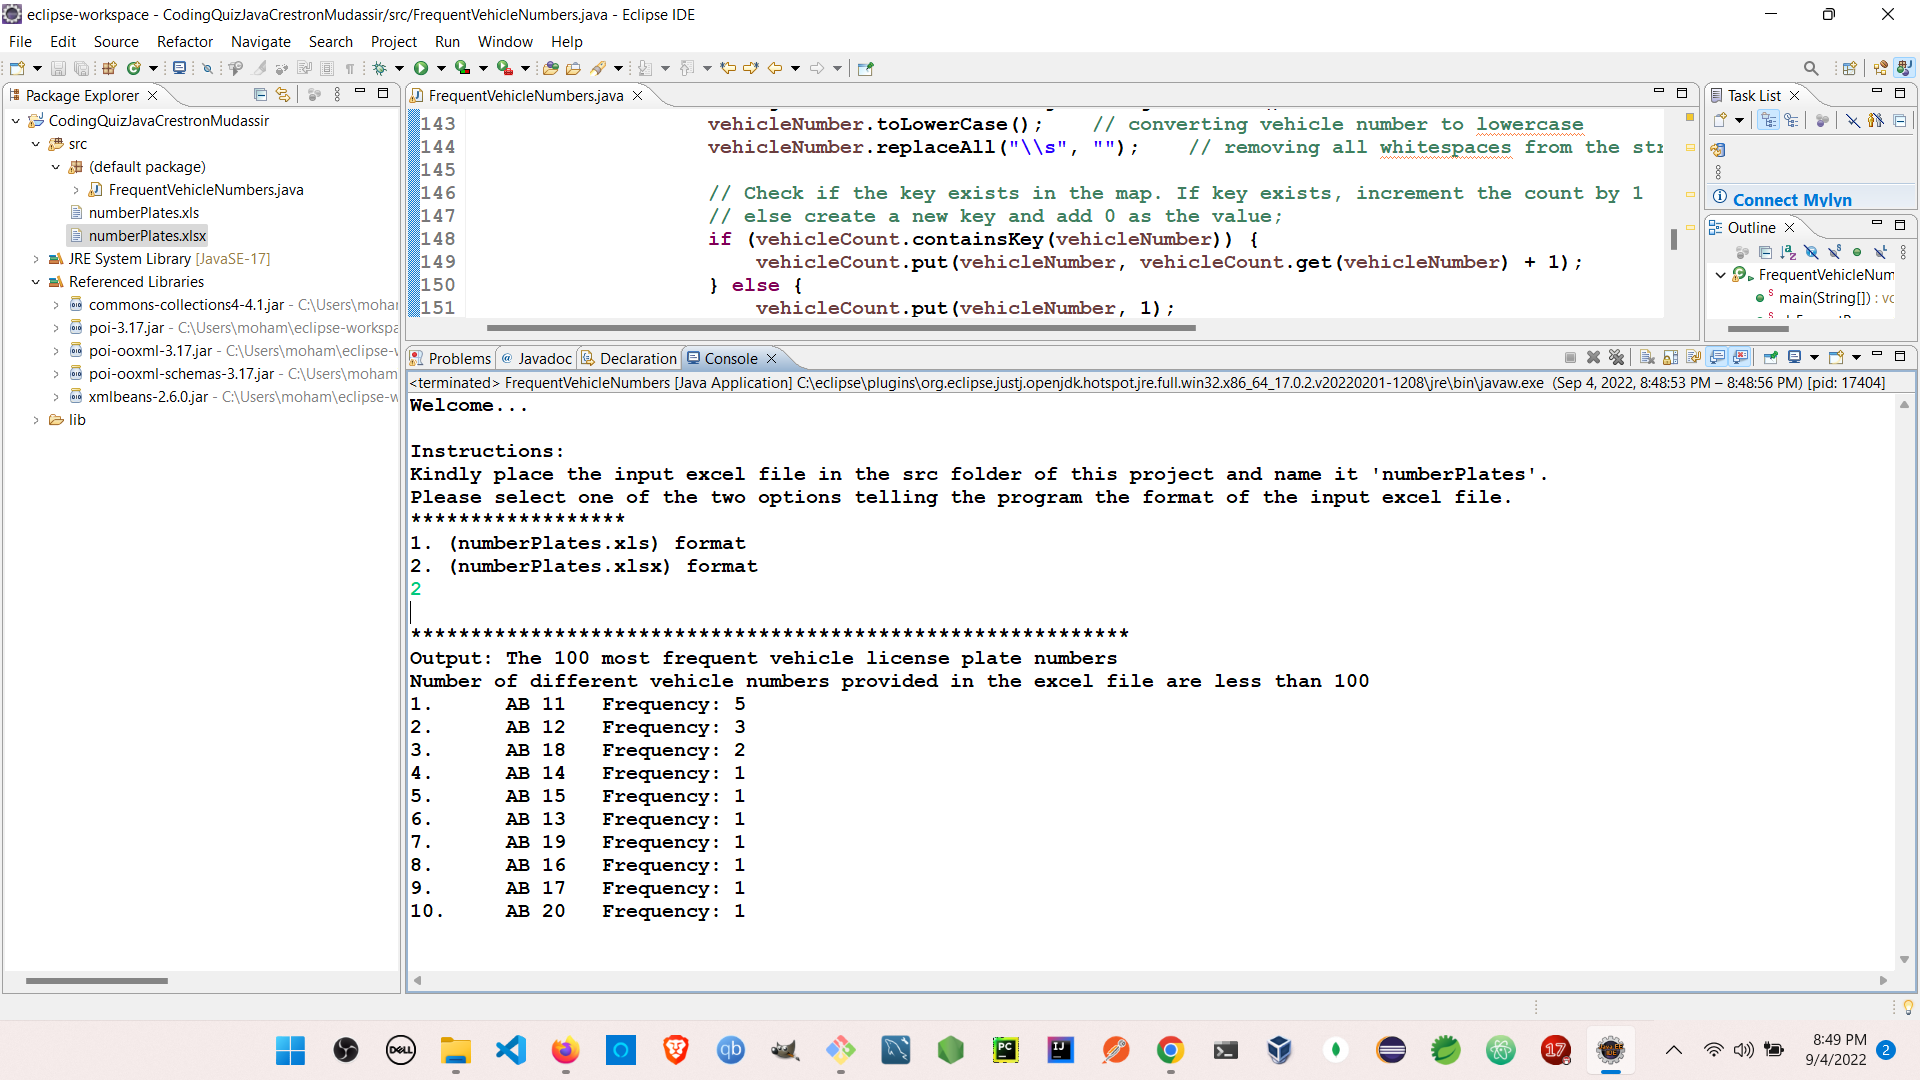 eclipse-workspace - CodingQuizJavaCrestronMudassir/src/FrequentVehicleNumbers.java - Eclipse IDE
File Edit Source Refactor Navigate Search Project Run Window Help
Package Explorer
CodingQuizJavaCrestronMudassir
src
(default package)
FrequentVehicleNumbers.java
numberPlates.xls
numberPlates.xlsx
JRE System Library [JavaSE-17]
Referenced Libraries
commons-collections4-4.1.jar - C:\Users\moham
poi-3.17.jar - C:\Users\moham\eclipse-workspa
poi-ooxml-3.17.jar - C:\Users\moham\eclipse-
poi-ooxml-schemas-3.17.jar - C:\Users\moham
xmlbeans-2.6.0.jar - C:\Users\moham\eclipse-w
lib
FrequentVehicleNumbers.java
143 vehicleNumber.toLowerCase(); // converting vehicle number to lowercase
144 vehicleNumber.replaceAll("\\s", ""); // removing all whitespaces from the str
145
146 // Check if the key exists in the map. If key exists, increment the count by 1
147 // else create a new key and add 0 as the value;
148 if (vehicleCount.containsKey(vehicleNumber)) {
149 vehicleCount.put(vehicleNumber, vehicleCount.get(vehicleNumber) + 1);
150 } else {
151 vehicleCount.put(vehicleNumber, 1);
Task List
Connect Mylyn
Outline
FrequentVehicleNum
main(String[]) : vo
Problems Javadoc Declaration Console
<terminated> FrequentVehicleNumbers [Java Application] C:\eclipse\plugins\org.eclipse.justj.openjdk.hotspot.jre.full.win32.x86_64_17.0.2.v20220201-1208\jre\bin\javaw.exe (Sep 4, 2022, 8:48:53 PM – 8:48:56 PM) [pid: 17404]
Welcome...
Instructions:
Kindly place the input excel file in the src folder of this project and name it 'numberPlates'.
Please select one of the two options telling the program the format of the input excel file.
******************
1. (numberPlates.xls) format
2. (numberPlates.xlsx) format
2
************************************************************
Output: The 100 most frequent vehicle license plate numbers
Number of different vehicle numbers provided in the excel file are less than 100
1. AB 11 Frequency: 5
2. AB 12 Frequency: 3
3. AB 18 Frequency: 2
4. AB 14 Frequency: 1
5. AB 15 Frequency: 1
6. AB 13 Frequency: 1
7. AB 19 Frequency: 1
8. AB 16 Frequency: 1
9. AB 17 Frequency: 1
10. AB 20 Frequency: 1
DELL
qb
PC
IJ
17
8:49 PM
9/4/2022
2